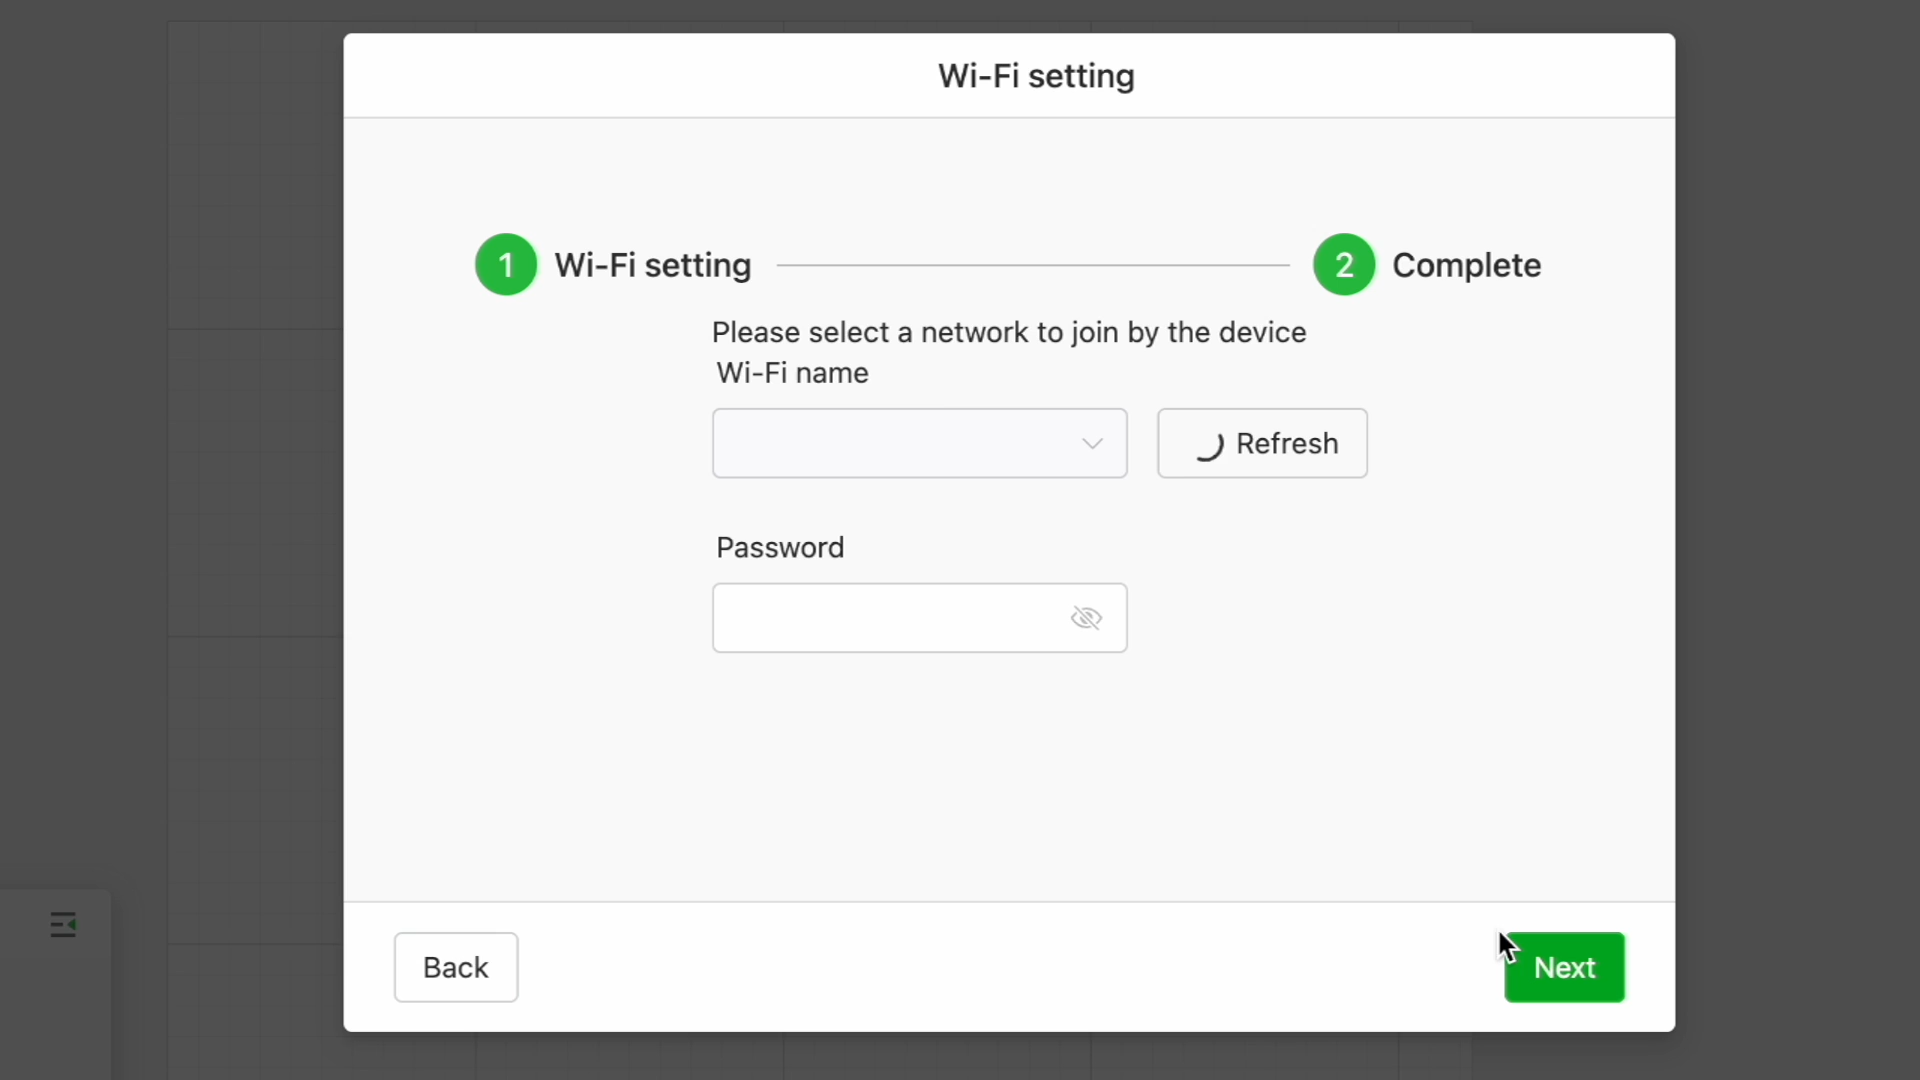 Wi-Fi setting
1 Wi-Fi setting 2 Complete
Please select a network to join by the device
Wi-Fi name
Refresh
Password
Back Next